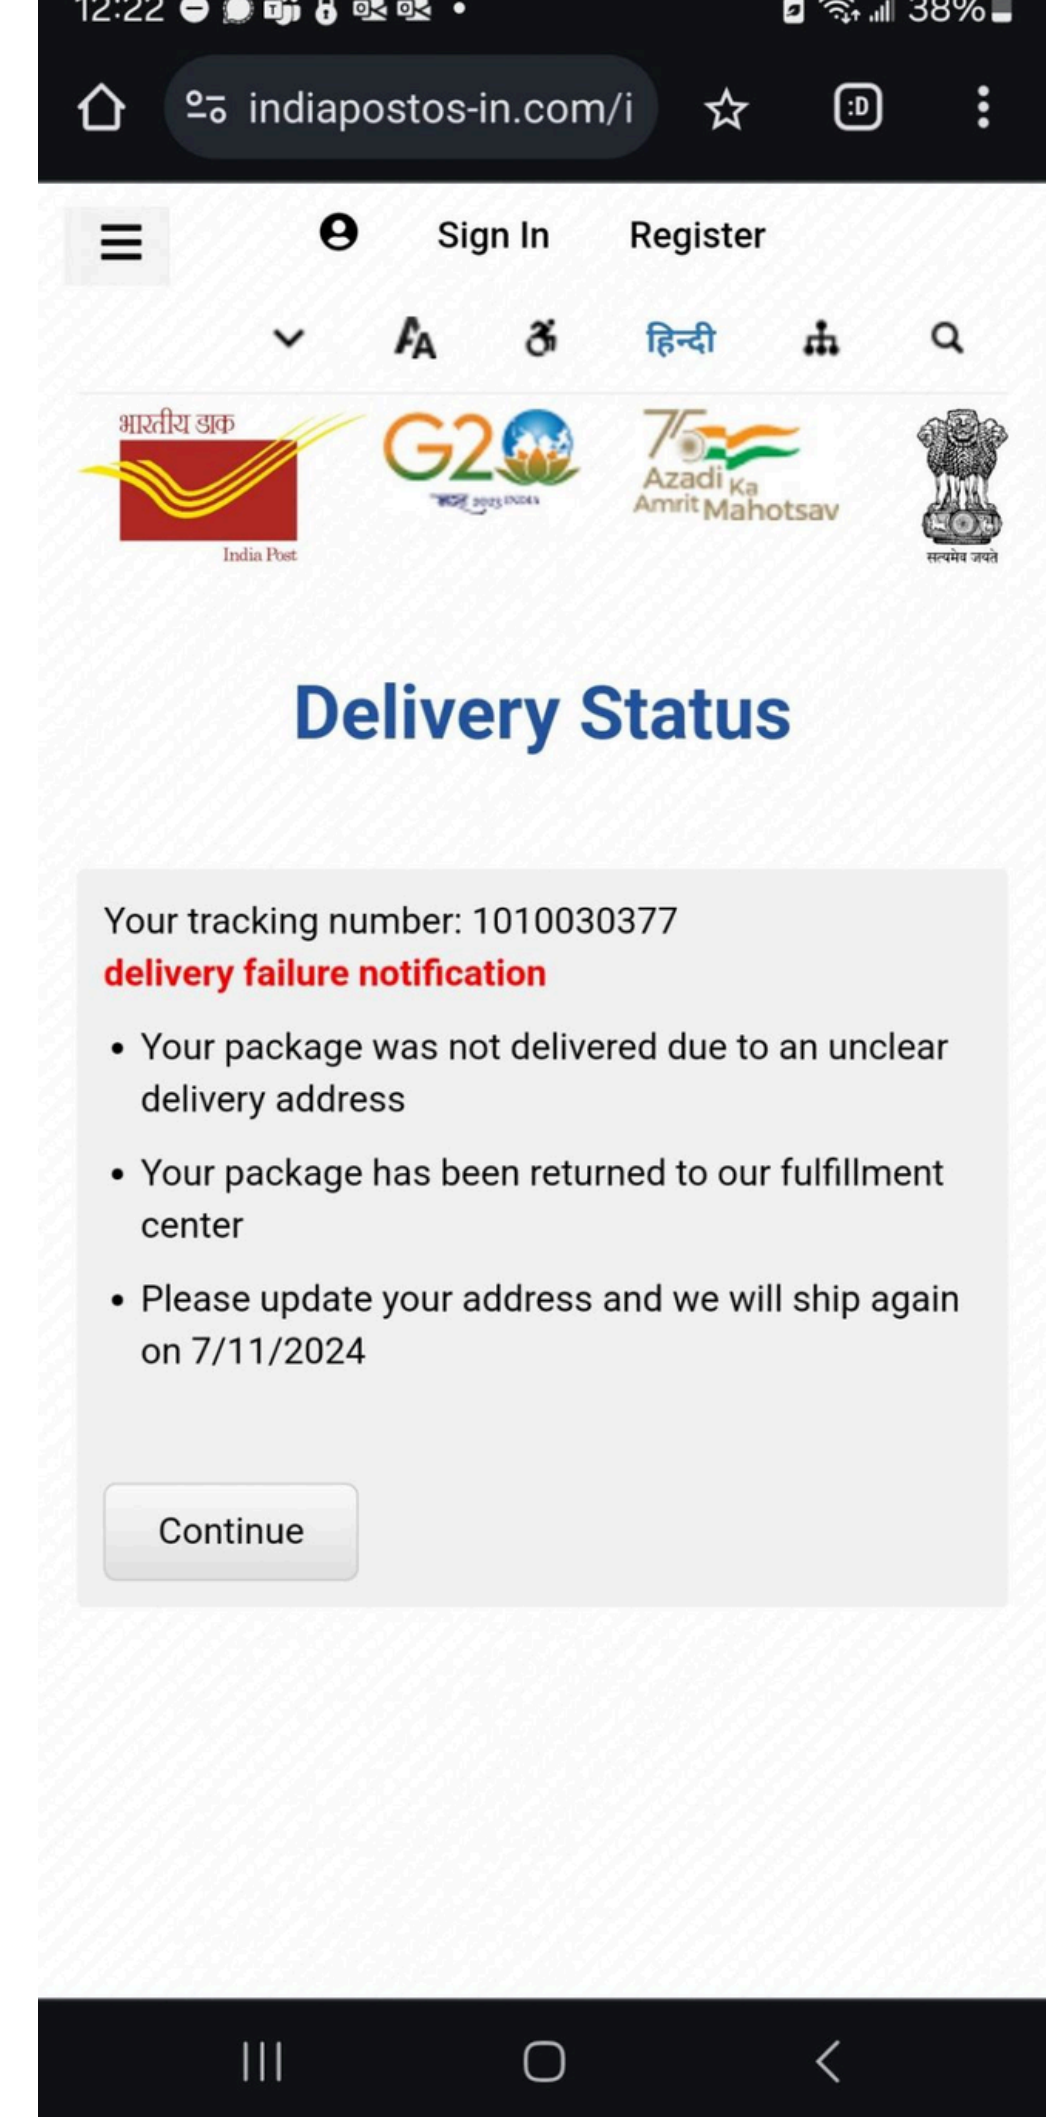 12:22 38%
indiapostos-in.com/i :D
Sign In Register
हिन्दी
भारतीय डाक
India Post
G20
2023 INDIA
75
Azadi Ka
Amrit Mahotsav
सत्यमेव जयते
Delivery Status
Your tracking number: 1010030377
delivery failure notification
• Your package was not delivered due to an unclear
delivery address
• Your package has been returned to our fulfillment
center
• Please update your address and we will ship again
on 7/11/2024
Continue